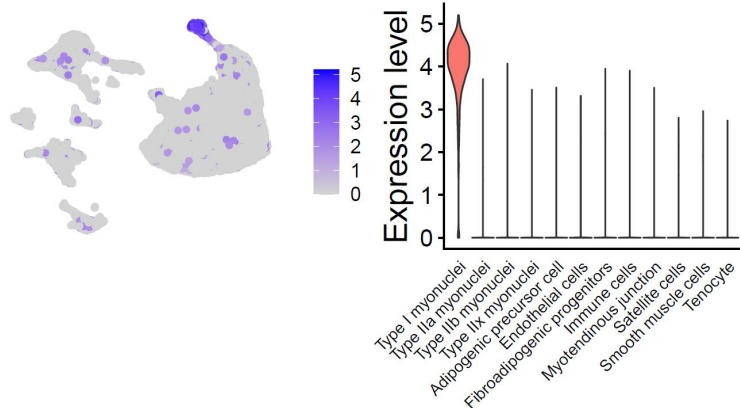 5
4
3
2
1
0
Expression level
5
4
3
2
1
0
Type I myonuclei
Type IIa myonuclei
Type IIb myonuclei
Type IIx myonuclei
Adipogenic precursor cell
Endothelial cells
Fibroadipogenic progenitors
Immune cells
Myotendinous junction
Satellite cells
Smooth muscle cells
Tenocyte